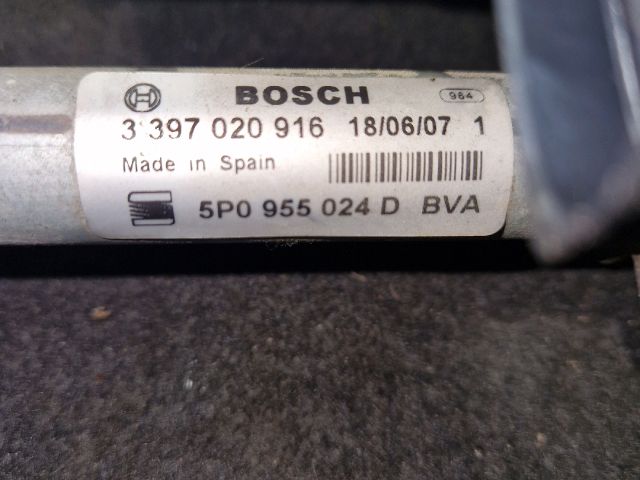 BOSCH 984
3 397 020 916 18/06/07 1
Made in Spain
5P0 955 024 D BVA